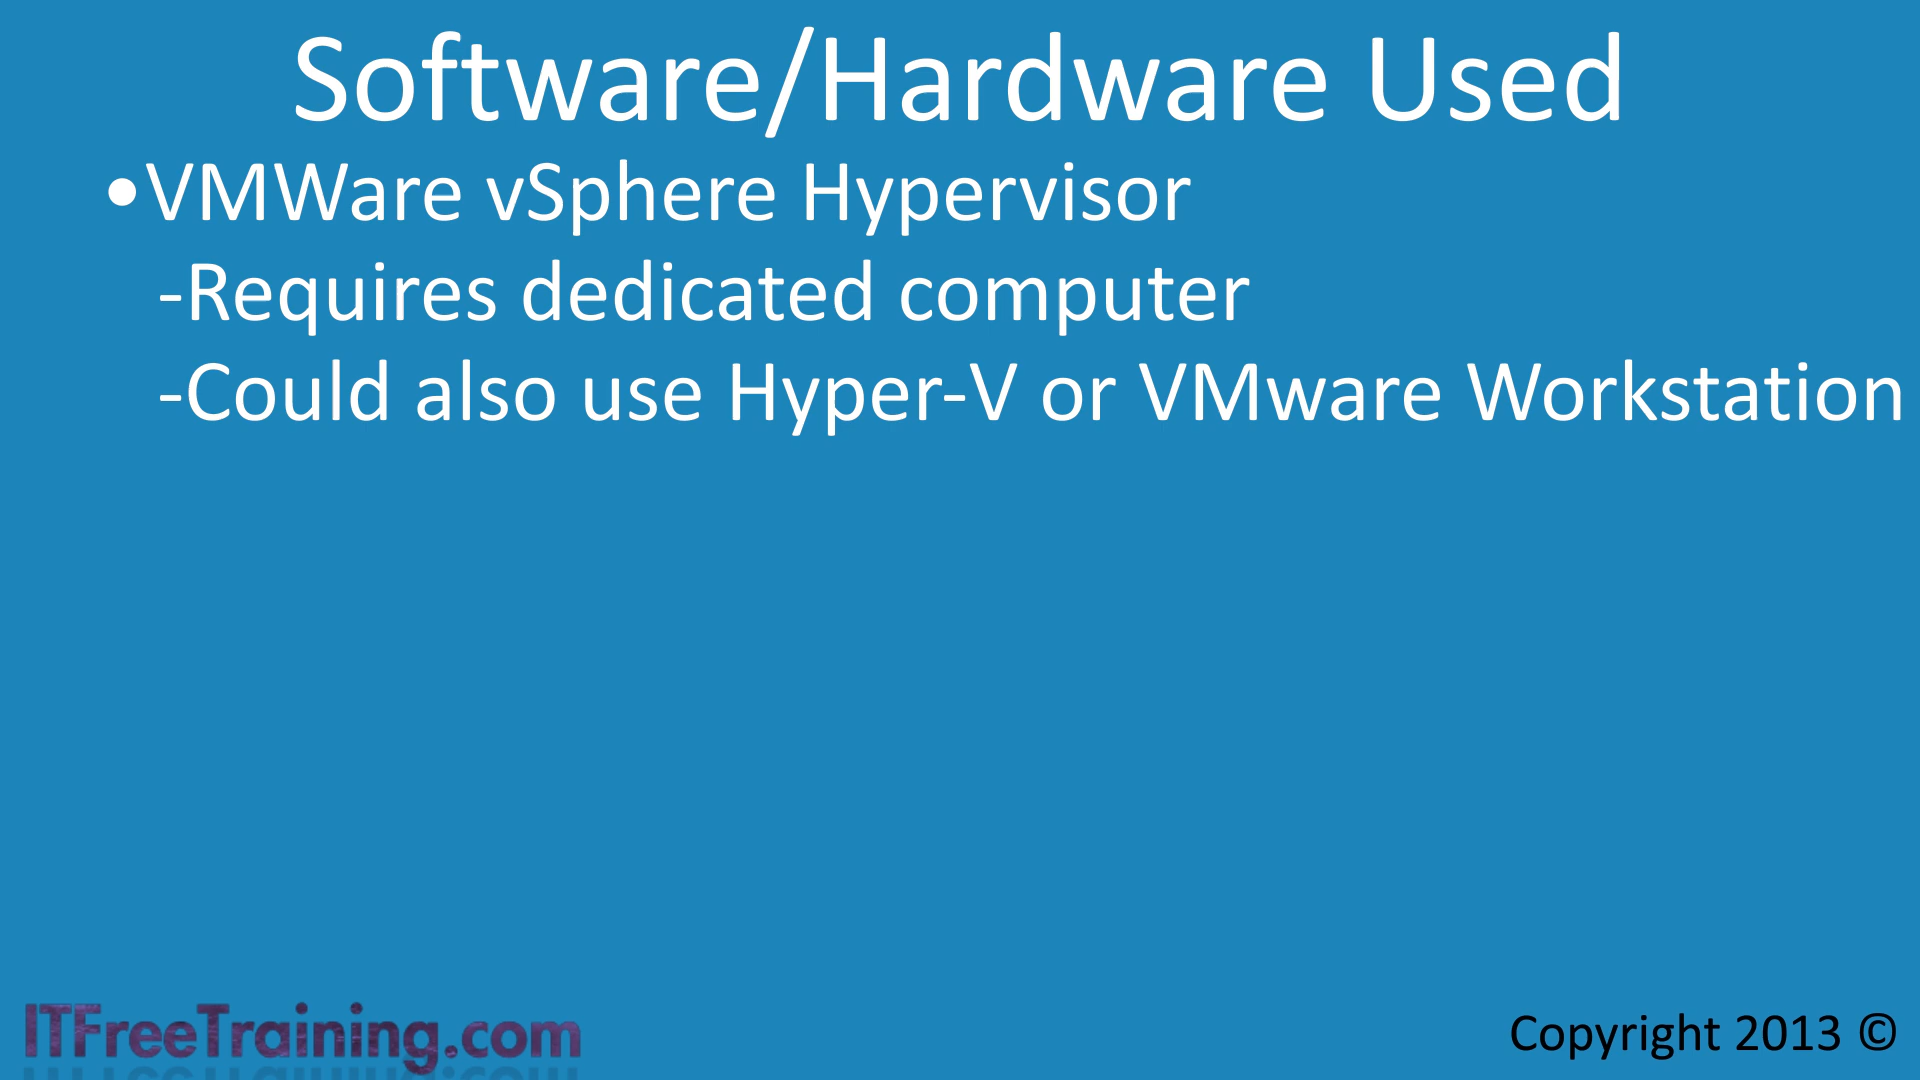 Software/Hardware Used
•VMWare vSphere Hypervisor
-Requires dedicated computer
-Could also use Hyper-V or VMware Workstation
ITFreeTraining.com
Copyright 2013 ©